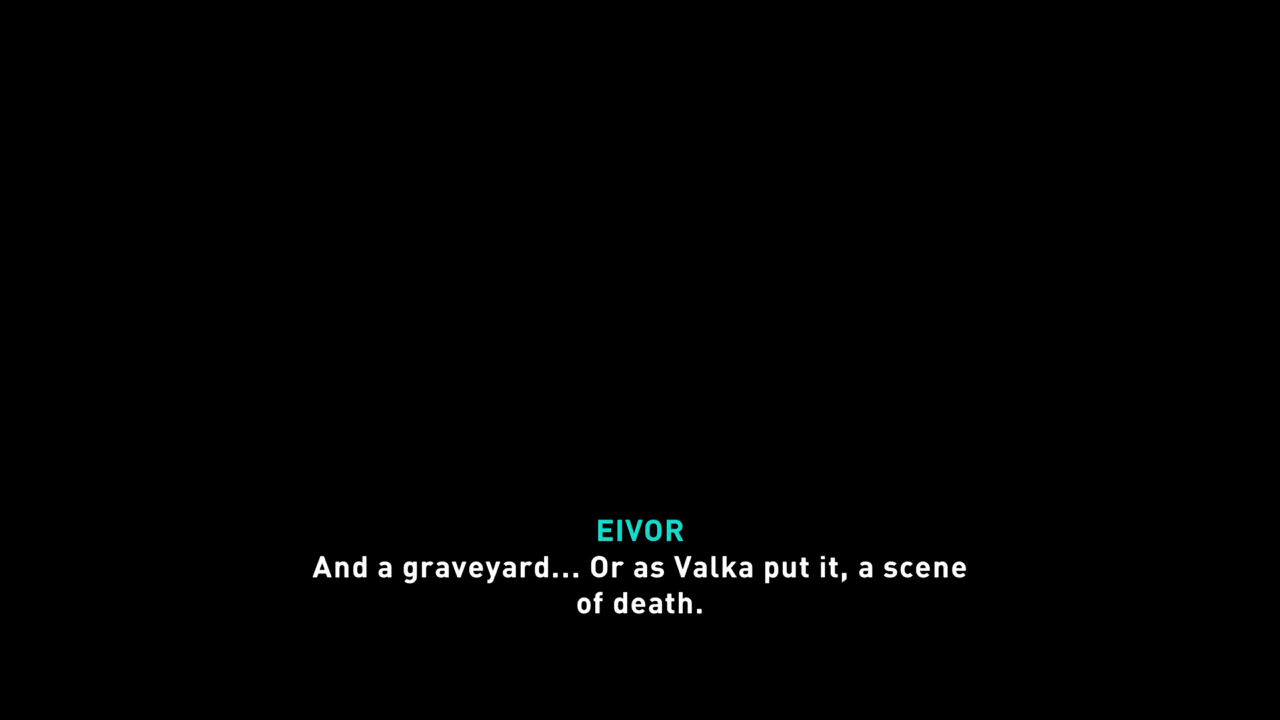 EIVOR
And a graveyard... Or as Valka put it, a scene
of death.